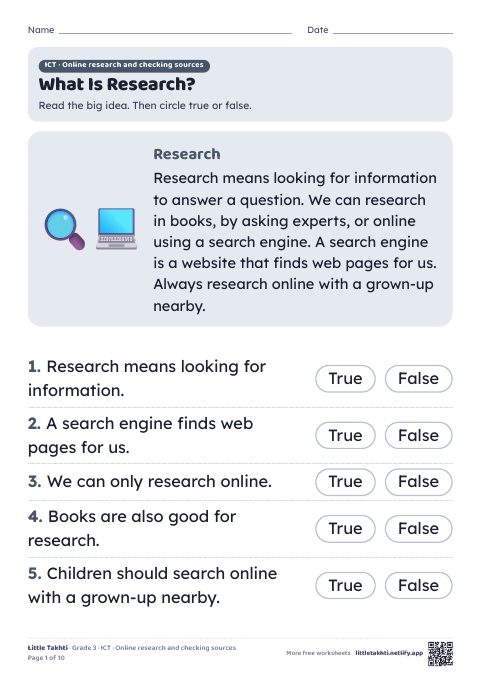 Name Date
ICT · Online research and checking sources
What Is Research?
Read the big idea. Then circle true or false.
Research
Research means looking for information
to answer a question. We can research
in books, by asking experts, or online
using a search engine. A search engine
is a website that finds web pages for us.
Always research online with a grown-up
nearby.
1. Research means looking for
information.
True False
2. A search engine finds web
pages for us.
True False
3. We can only research online.
True False
4. Books are also good for
research.
True False
5. Children should search online
with a grown-up nearby.
True False
Little Takhti · Grade 3 · ICT · Online research and checking sources
Page 1 of 10
More free worksheets littletakhti.netlify.app